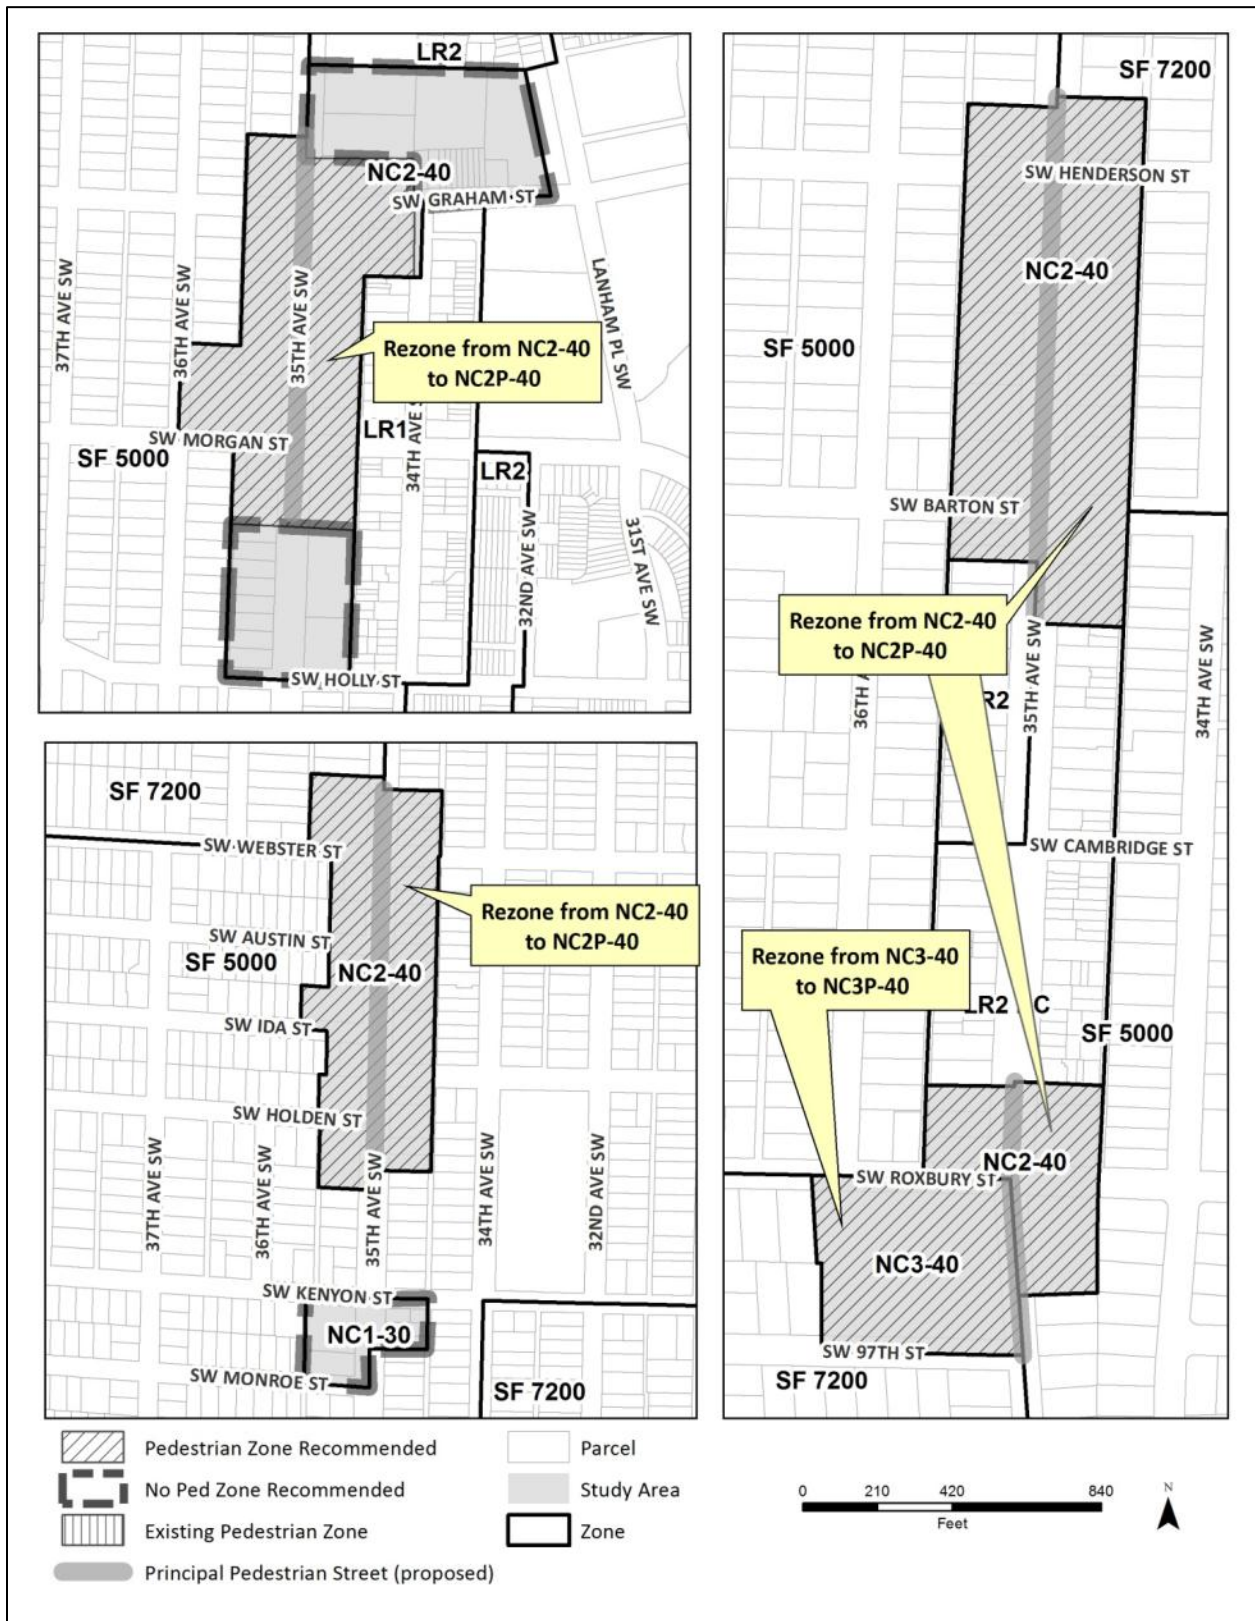 LR2
NC2-40
SW GRAHAM ST
37TH AVE SW
36TH AVE SW
35TH AVE SW
LANHAM PL SW
Rezone from NC2-40
to NC2P-40
SW MORGAN ST
SF 5000
LR1
34TH AVE S
LR2
32ND AVE SW
31ST AVE SW
SW HOLLY ST
SF 7200
SW WEBSTER ST
SW AUSTIN ST
SF 5000
NC2-40
Rezone from NC2-40
to NC2P-40
SW IDA ST
SW HOLDEN ST
37TH AVE SW
36TH AVE SW
35TH AVE SW
34TH AVE SW
32ND AVE SW
SW KENYON ST
NC1-30
SW MONROE ST
SF 7200
SF 7200
SW HENDERSON ST
NC2-40
SF 5000
SW BARTON ST
Rezone from NC2-40
to NC2P-40
36TH AVE SW
R2
35TH AVE SW
34TH AVE SW
SW CAMBRIDGE ST
Rezone from NC3-40
to NC3P-40
LR2 C
SF 5000
NC2-40
SW ROXBURY ST
NC3-40
SW 97TH ST
SF 7200
Pedestrian Zone Recommended
No Ped Zone Recommended
Existing Pedestrian Zone
Principal Pedestrian Street (proposed)
Parcel
Study Area
Zone
0 210 420 840
Feet
N